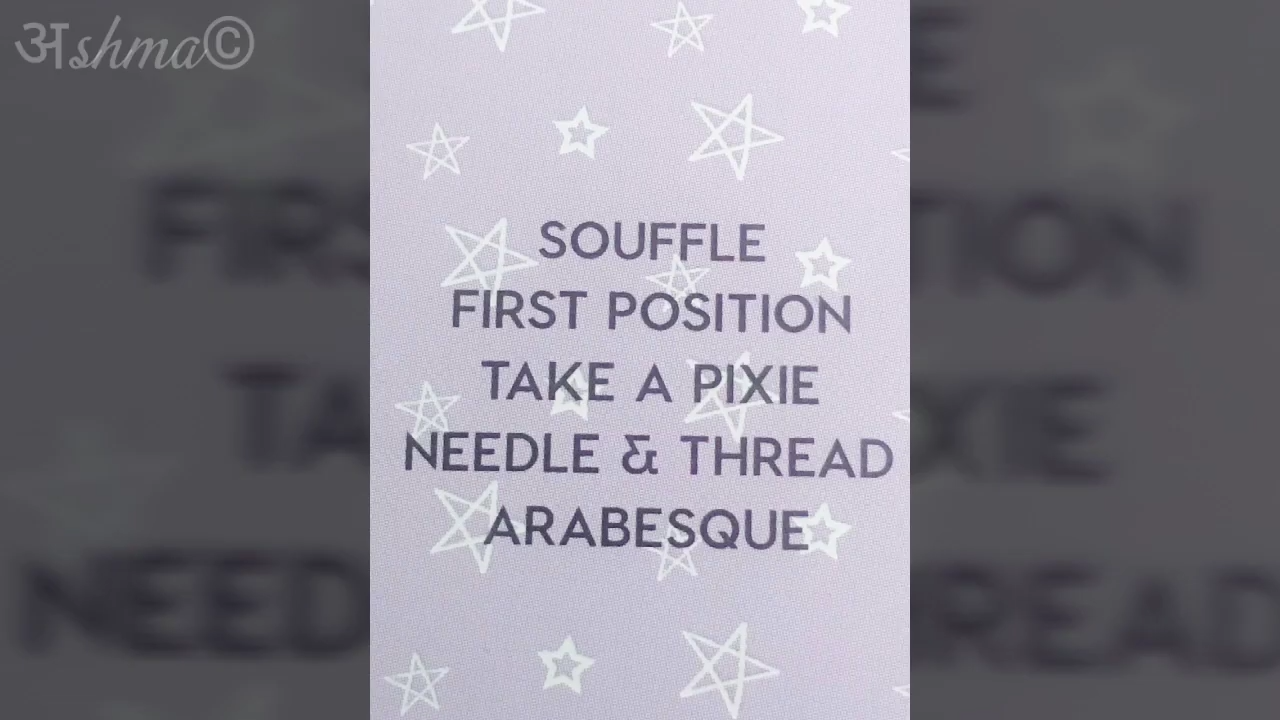 अshma©
SOUFFLE
FIRST POSITION
TAKE A PIXIE
NEEDLE & THREAD
ARABESQUE